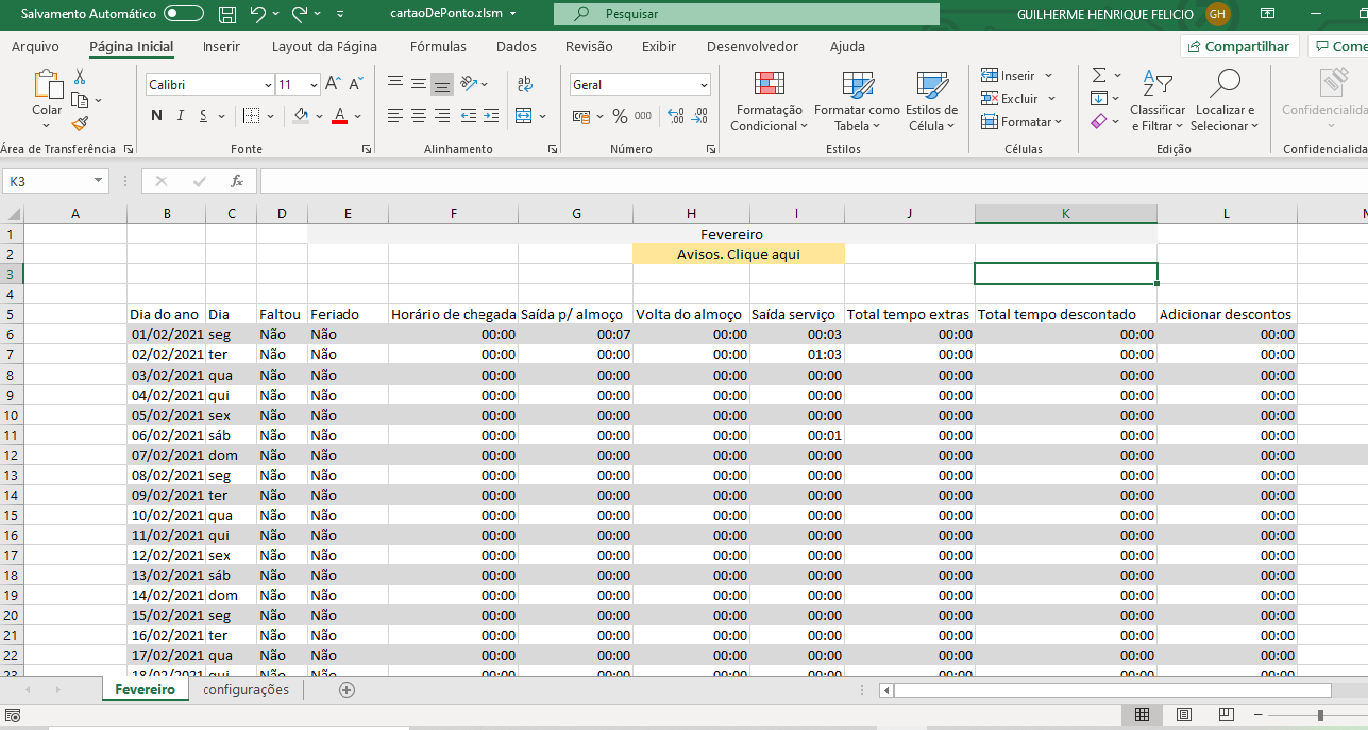 Salvamento Automático cartaoDePonto.xlsm Pesquisar GUILHERME HENRIQUE FELICIO GH
Arquivo Página Inicial Inserir Layout da Página Fórmulas Dados Revisão Exibir Desenvolvedor Ajuda Compartilhar Come
Colar
Calibri 11
N I S
Geral
% 000
Formatação Condicional
Formatar como Tabela
Estilos de Célula
Inserir
Excluir
Formatar
Classificar e Filtrar
Localizar e Selecionar
Confidencialida
Área de Transferência Fonte Alinhamento Número Estilos Células Edição Confidencialida
K3 fx
A B C D E F G H I J K L
1 Fevereiro
2 Avisos. Clique aqui
3
4
5 Dia do ano Dia Faltou Feriado Horário de chegada Saída p/ almoço Volta do almoço Saída serviço Total tempo extras Total tempo descontado Adicionar descontos
6 01/02/2021 seg Não Não 00:00 00:07 00:00 00:03 00:00 00:00 00:00
7 02/02/2021 ter Não Não 00:00 00:00 00:00 01:03 00:00 00:00 00:00
8 03/02/2021 qua Não Não 00:00 00:00 00:00 00:00 00:00 00:00 00:00
9 04/02/2021 qui Não Não 00:00 00:00 00:00 00:00 00:00 00:00 00:00
10 05/02/2021 sex Não Não 00:00 00:00 00:00 00:00 00:00 00:00 00:00
11 06/02/2021 sáb Não Não 00:00 00:00 00:00 00:01 00:00 00:00 00:00
12 07/02/2021 dom Não Não 00:00 00:00 00:00 00:00 00:00 00:00 00:00
13 08/02/2021 seg Não Não 00:00 00:00 00:00 00:00 00:00 00:00 00:00
14 09/02/2021 ter Não Não 00:00 00:00 00:00 00:00 00:00 00:00 00:00
15 10/02/2021 qua Não Não 00:00 00:00 00:00 00:00 00:00 00:00 00:00
16 11/02/2021 qui Não Não 00:00 00:00 00:00 00:00 00:00 00:00 00:00
17 12/02/2021 sex Não Não 00:00 00:00 00:00 00:00 00:00 00:00 00:00
18 13/02/2021 sáb Não Não 00:00 00:00 00:00 00:00 00:00 00:00 00:00
19 14/02/2021 dom Não Não 00:00 00:00 00:00 00:00 00:00 00:00 00:00
20 15/02/2021 seg Não Não 00:00 00:00 00:00 00:00 00:00 00:00 00:00
21 16/02/2021 ter Não Não 00:00 00:00 00:00 00:00 00:00 00:00 00:00
22 17/02/2021 qua Não Não 00:00 00:00 00:00 00:00 00:00 00:00 00:00
23 18/02/2021 qui Não Não 00:00 00:00 00:00 00:00 00:00 00:00 00:00
Fevereiro configurações